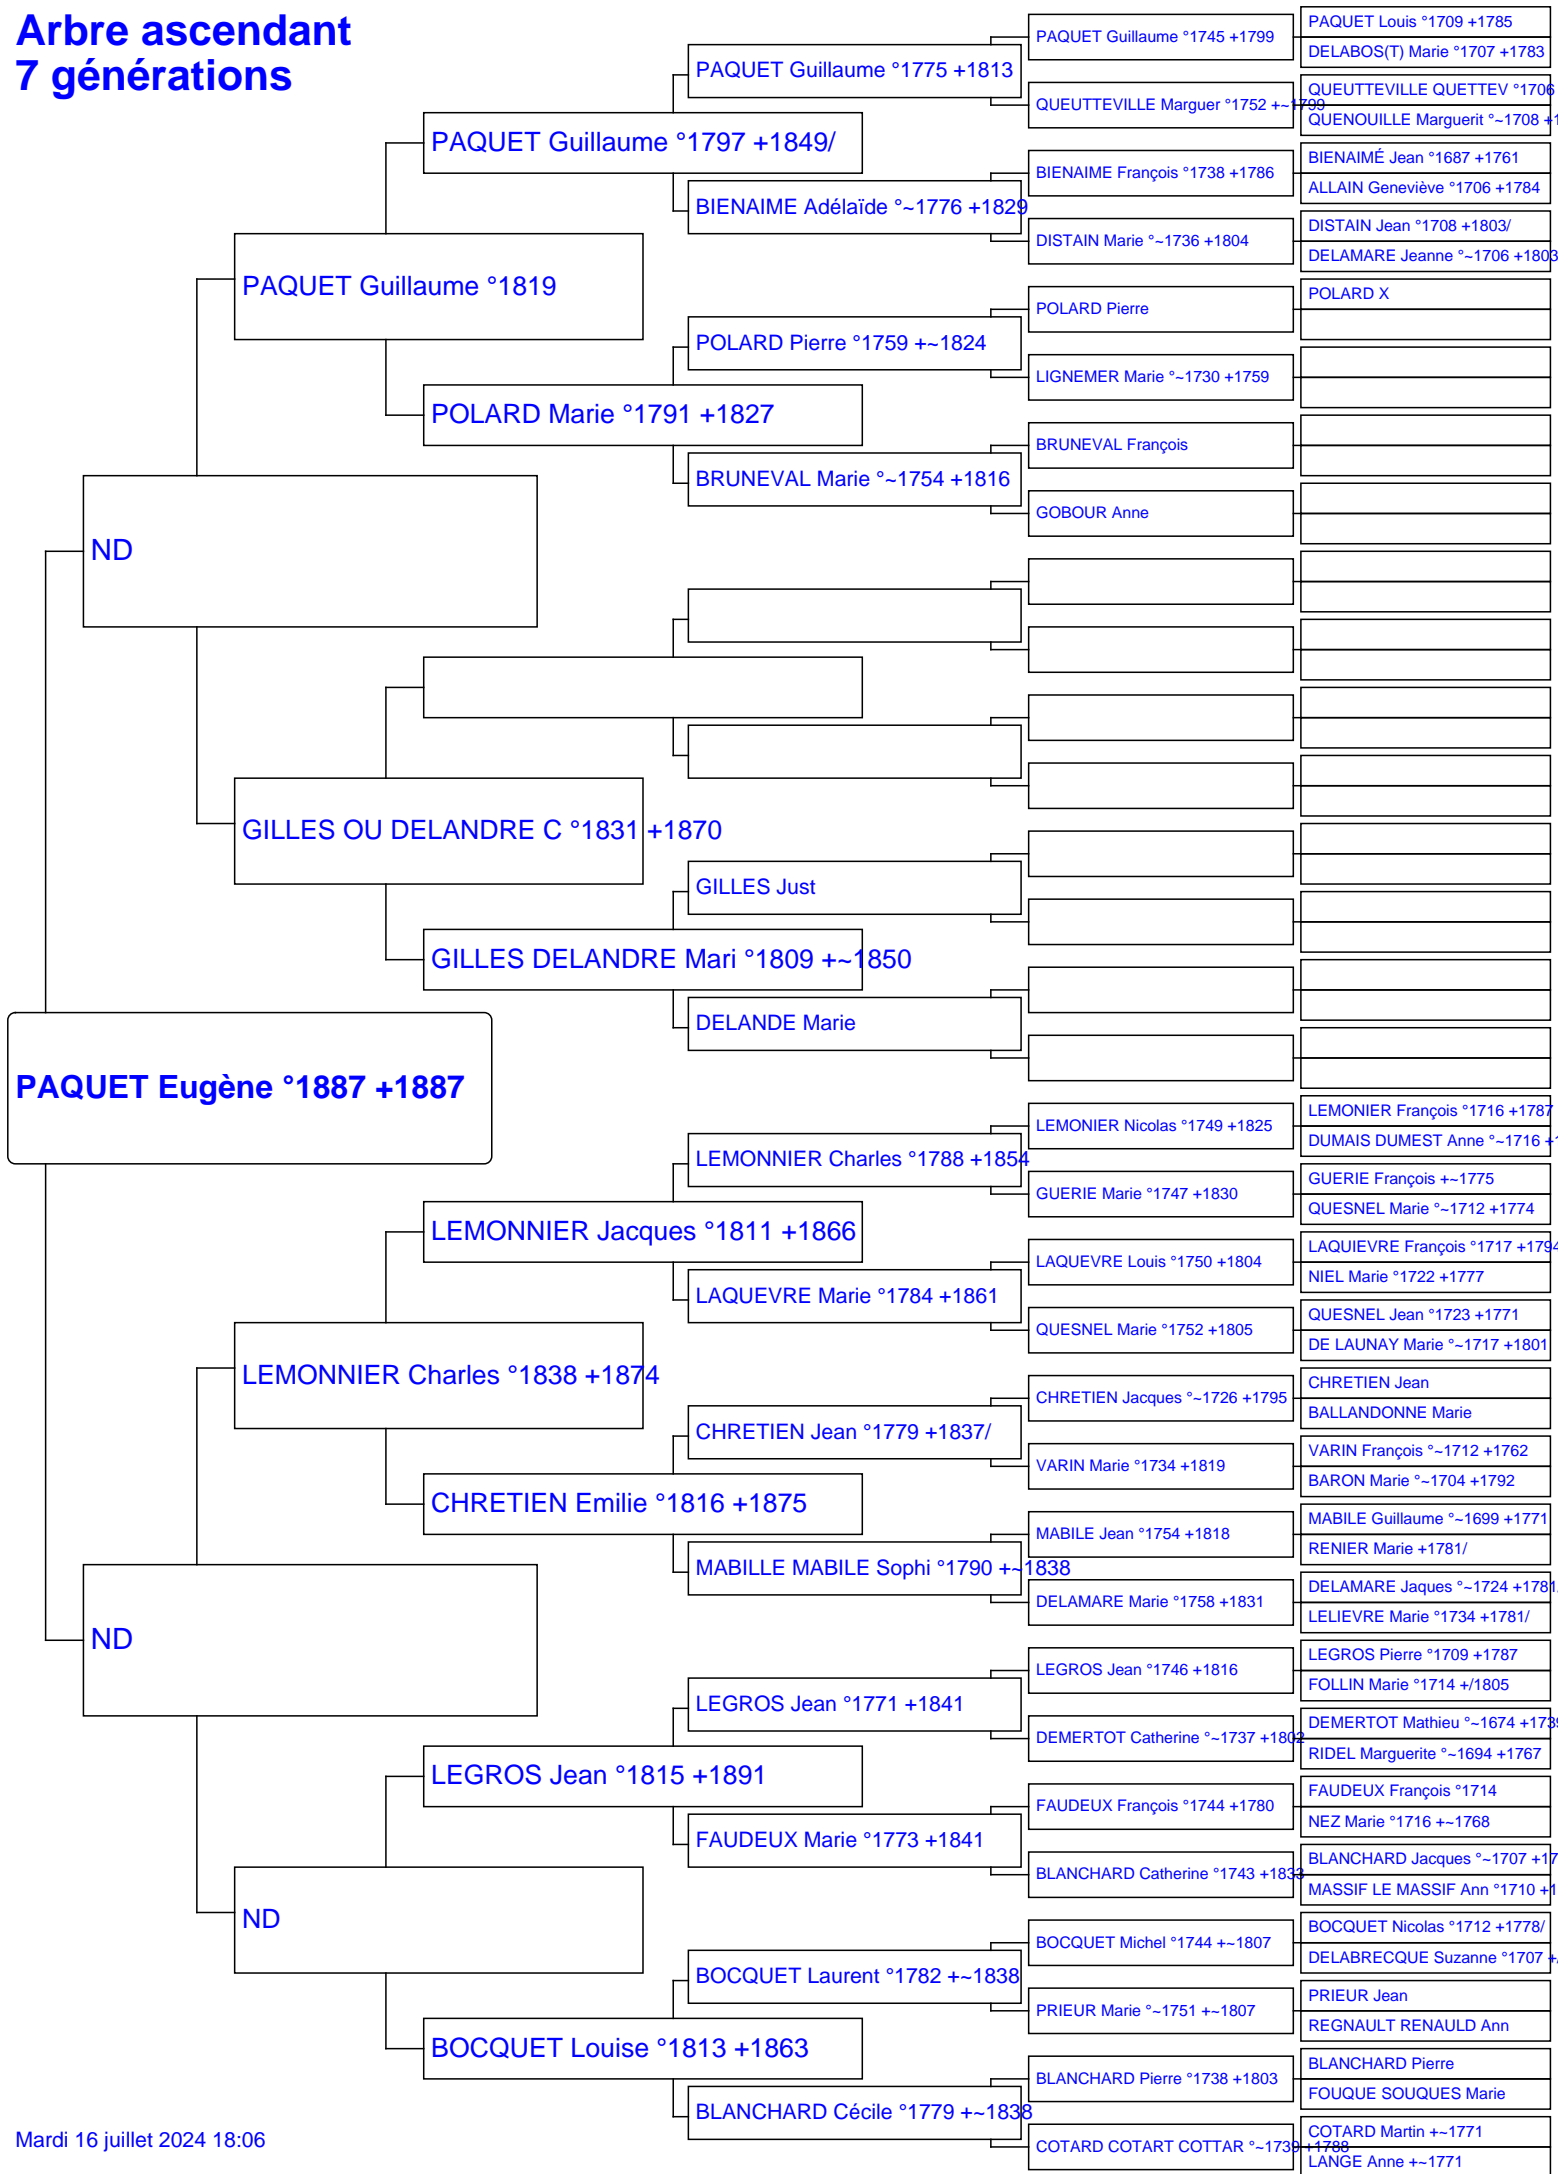 Arbre ascendant
7 générations
PAQUET Louis °1709 +1785
PAQUET Guillaume °1745 +1799
DELABOS(T) Marie °1707 +1783
PAQUET Guillaume °1775 +1813
QUEUTTEVILLE QUETTEV °1706
QUEUTTEVILLE Marguer °1752 +~1799
QUENOUILLE Marguerit °~1708 +1
PAQUET Guillaume °1797 +1849/
BIENAIMÉ Jean °1687 +1761
BIENAIME François °1738 +1786
ALLAIN Geneviève °1706 +1784
BIENAIME Adélaïde °~1776 +1829
DISTAIN Jean °1708 +1803/
DISTAIN Marie °~1736 +1804
DELAMARE Jeanne °~1706 +1803
PAQUET Guillaume °1819
POLARD X
POLARD Pierre
POLARD Pierre °1759 +~1824
LIGNEMER Marie °~1730 +1759
POLARD Marie °1791 +1827
BRUNEVAL François
BRUNEVAL Marie °~1754 +1816
GOBOUR Anne
ND
GILLES OU DELANDRE C °1831 +1870
GILLES Just
GILLES DELANDRE Mari °1809 +~1850
DELANDE Marie
PAQUET Eugène °1887 +1887
LEMONIER François °1716 +1787
LEMONIER Nicolas °1749 +1825
DUMAIS DUMEST Anne °~1716 +1
LEMONNIER Charles °1788 +1854
GUERIE François +~1775
GUERIE Marie °1747 +1830
QUESNEL Marie °~1712 +1774
LEMONNIER Jacques °1811 +1866
LAQUIEVRE François °1717 +1794
LAQUEVRE Louis °1750 +1804
NIEL Marie °1722 +1777
LAQUEVRE Marie °1784 +1861
QUESNEL Jean °1723 +1771
QUESNEL Marie °1752 +1805
DE LAUNAY Marie °~1717 +1801
LEMONNIER Charles °1838 +1874
CHRETIEN Jean
CHRETIEN Jacques °~1726 +1795
BALLANDONNE Marie
CHRETIEN Jean °1779 +1837/
VARIN François °~1712 +1762
VARIN Marie °1734 +1819
BARON Marie °~1704 +1792
CHRETIEN Emilie °1816 +1875
MABILE Guillaume °~1699 +1771
MABILE Jean °1754 +1818
RENIER Marie +1781/
MABILLE MABILE Sophi °1790 +~1838
DELAMARE Jaques °~1724 +1781/
DELAMARE Marie °1758 +1831
LELIEVRE Marie °1734 +1781/
ND
LEGROS Pierre °1709 +1787
LEGROS Jean °1746 +1816
FOLLIN Marie °1714 +/1805
LEGROS Jean °1771 +1841
DEMERTOT Mathieu °~1674 +1739
DEMERTOT Catherine °~1737 +1802
RIDEL Marguerite °~1694 +1767
LEGROS Jean °1815 +1891
FAUDEUX François °1714
FAUDEUX François °1744 +1780
NEZ Marie °1716 +~1768
FAUDEUX Marie °1773 +1841
BLANCHARD Jacques °~1707 +17
BLANCHARD Catherine °1743 +1833
MASSIF LE MASSIF Ann °1710 +1
ND
BOCQUET Nicolas °1712 +1778/
BOCQUET Michel °1744 +~1807
DELABRECQUE Suzanne °1707 +/
BOCQUET Laurent °1782 +~1838
PRIEUR Jean
PRIEUR Marie °~1751 +~1807
REGNAULT RENAULD Ann
BOCQUET Louise °1813 +1863
BLANCHARD Pierre
BLANCHARD Pierre °1738 +1803
FOUQUE SOUQUES Marie
BLANCHARD Cécile °1779 +~1838
COTARD Martin +~1771
COTARD COTART COTTAR °~1739 +1788
LANGE Anne +~1771
Mardi 16 juillet 2024 18:06